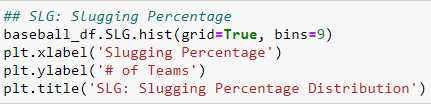 ## SLG: Slugging Percentage
baseball_df.SLG.hist(grid=True, bins=9)
plt.xlabel('Slugging Percentage')
plt.ylabel('# of Teams')
plt.title('SLG: Slugging Percentage Distribution')